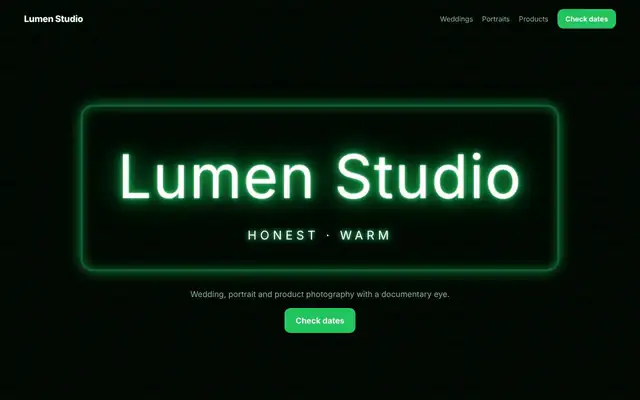 Lumen Studio
Weddings Portraits Products Check dates
Lumen Studio
HONEST · WARM
Wedding, portrait and product photography with a documentary eye.
Check dates